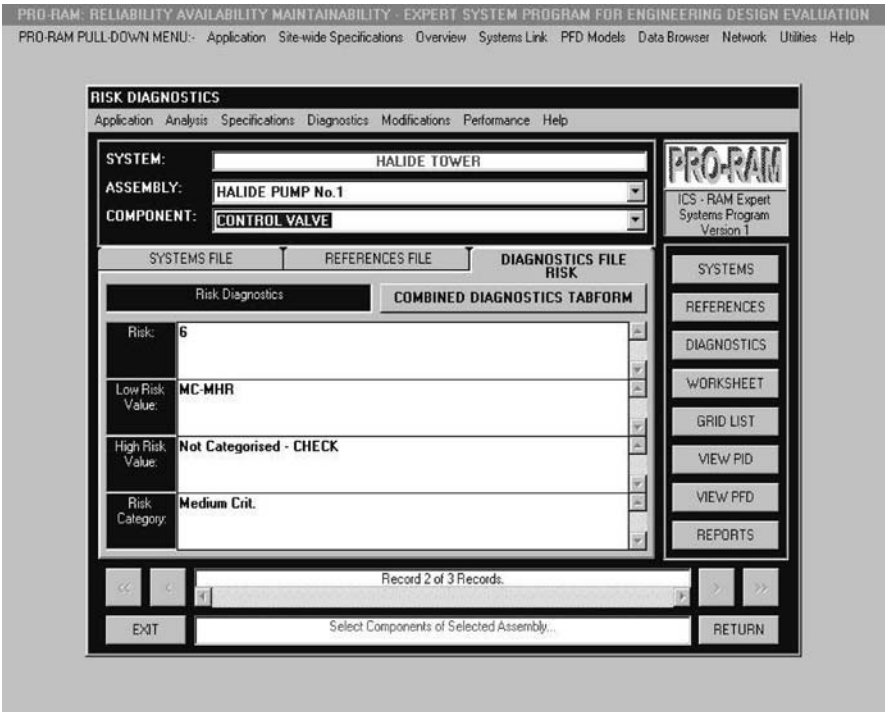 PRO-RAM: RELIABILITY AVAILABILITY MAINTAINABILITY - EXPERT SYSTEM PROGRAM FOR ENGINEERING DESIGN EVALUATION
PRO-RAM PULL-DOWN MENU:- Application Site-wide Specifications Overview Systems Link PFD Models Data Browser Network Utilities Help
RISK DIAGNOSTICS
Application Analysis Specifications Diagnostics Modifications Performance Help
SYSTEM: HALIDE TOWER
ASSEMBLY: HALIDE PUMP No.1
COMPONENT: CONTROL VALVE
PRO-RAM
ICS - RAM Expert
Systems Program
Version 1
SYSTEMS FILE REFERENCES FILE DIAGNOSTICS FILE
RISK
Risk Diagnostics COMBINED DIAGNOSTICS TABFORM
Risk: 6
Low Risk MC-MHR
Value:
High Risk Not Categorised - CHECK
Value:
Risk Medium Crit.
Category:
SYSTEMS
REFERENCES
DIAGNOSTICS
WORKSHEET
GRID LIST
VIEW PID
VIEW PFD
REPORTS
<< < Record 2 of 3 Records. > >>
EXIT Select Components of Selected Assembly... RETURN